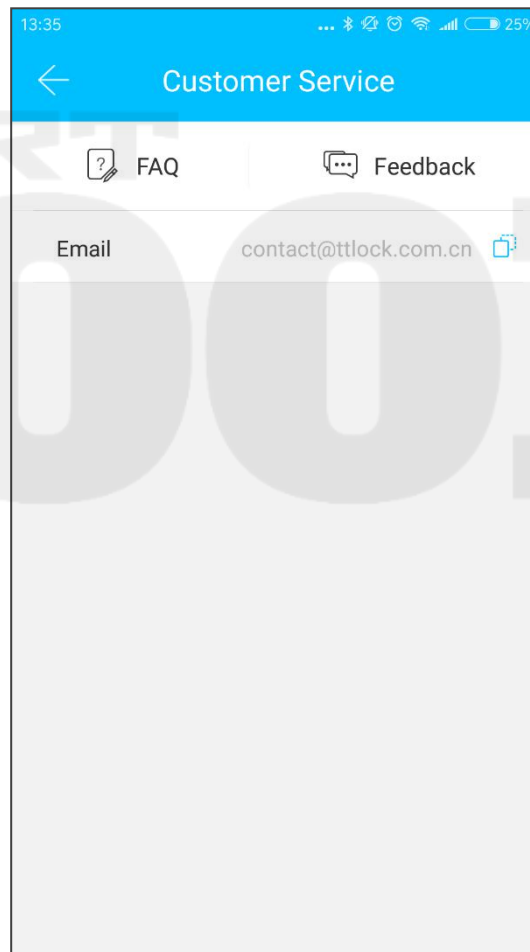 13:35
25%
Customer Service
FAQ
Feedback
Email
contact@ttlock.com.cn